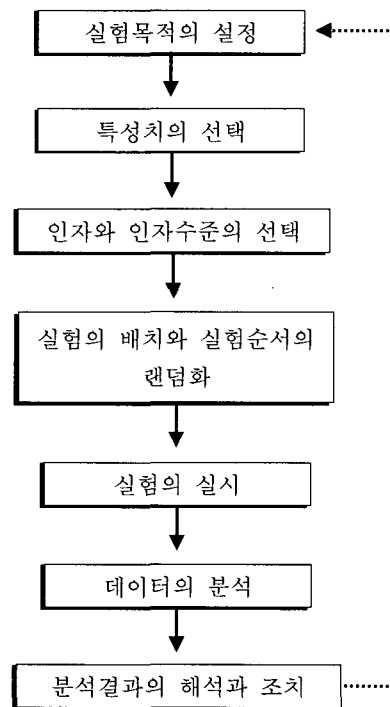 실험목적의 설정
특성치의 선택
인자와 인자수준의 선택
실험의 배치와 실험순서의
랜덤화
실험의 실시
데이터의 분석
분석결과의 해석과 조치